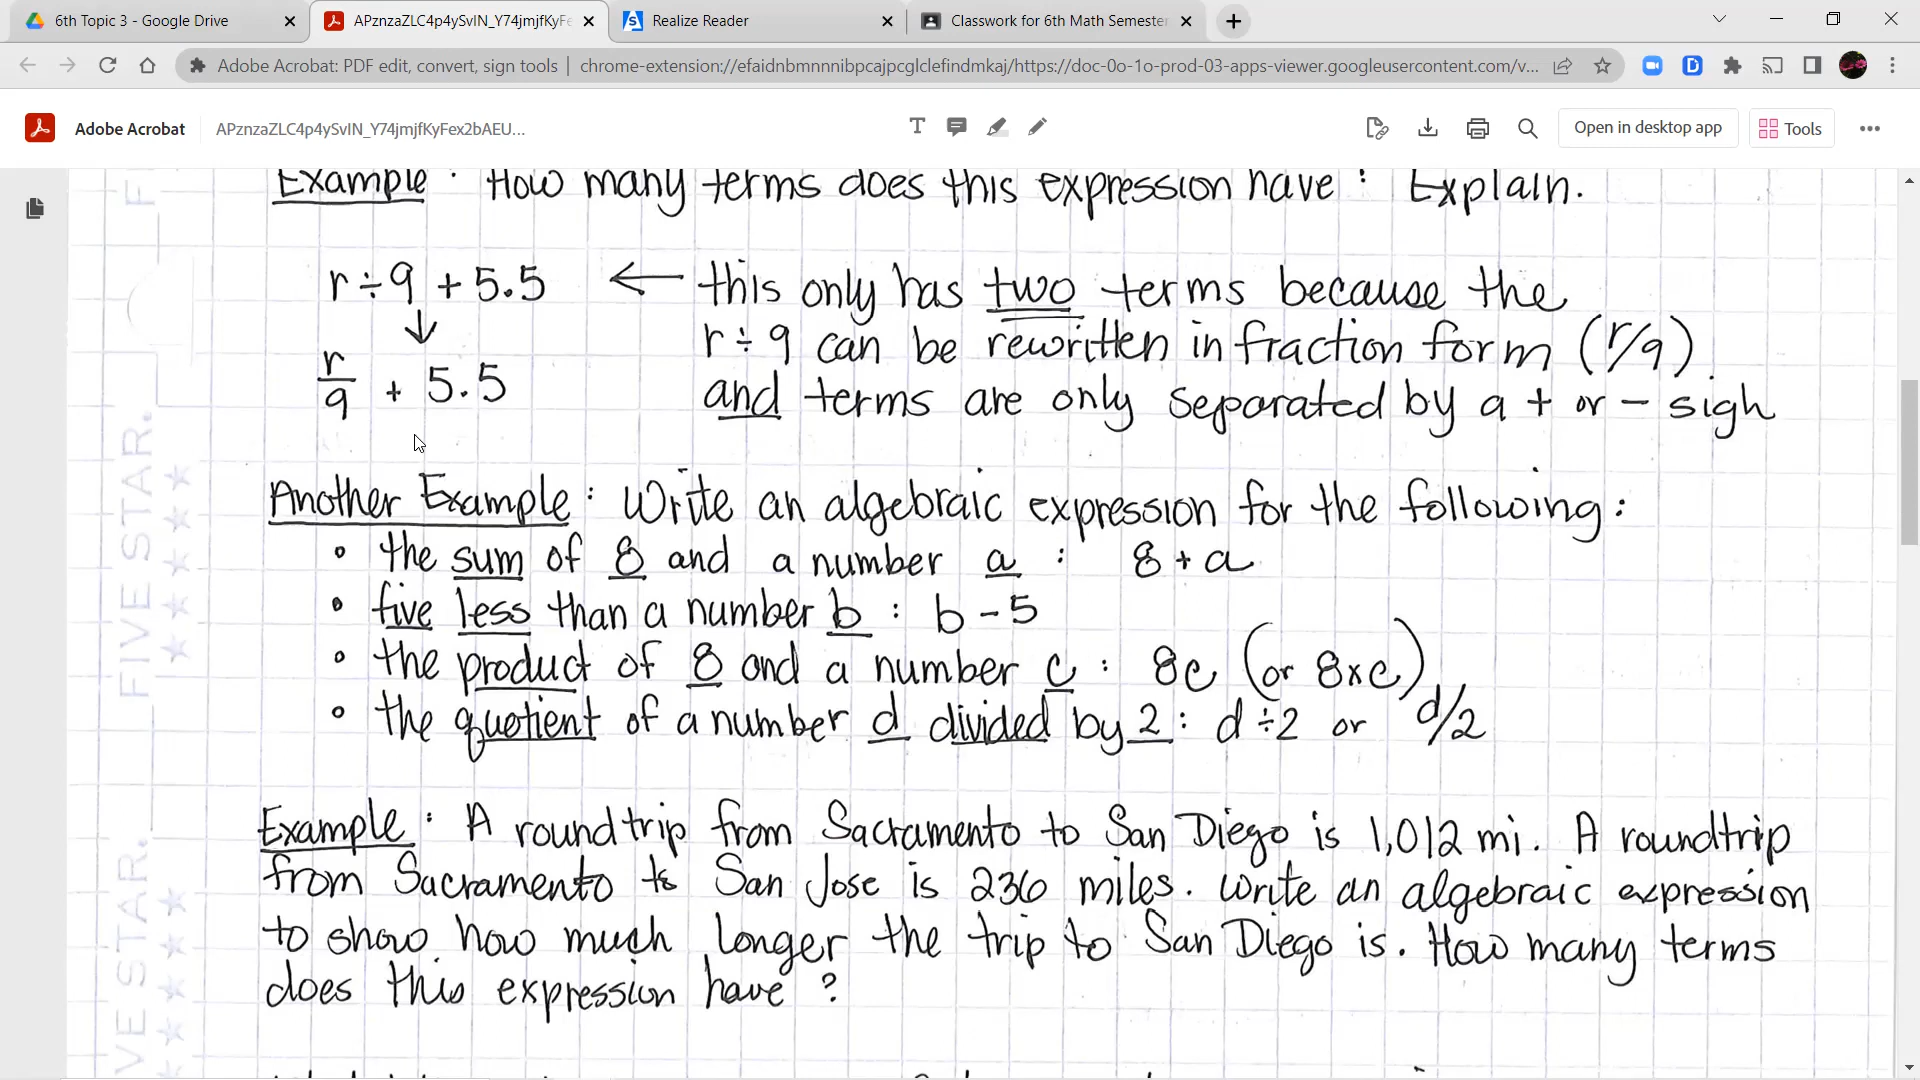 6th Topic 3 - Google Drive
APznzaZLC4p4ySvIN_Y74jmjfKyFe
Realize Reader
Classwork for 6th Math Semester
Adobe Acrobat: PDF edit, convert, sign tools | chrome-extension://efaidnbmnnnibpcajpcglclefindmkaj/https://doc-0o-1o-prod-03-apps-viewer.googleusercontent.com/v...
Adobe Acrobat
APznzaZLC4p4ySvIN_Y74jmjfKyFex2bAEU...
Open in desktop app
Tools
Example : How many terms does this expression have : Explain.
r ÷ 9 + 5.5 ← this only has two terms because the
↓ r ÷ 9 can be rewritten in fraction form (r/9)
r/9 + 5.5 and terms are only separated by a + or - sigh
Another Example : Write an algebraic expression for the following :
• the sum of 8 and a number a : 8 + a
• five less than a number b : b - 5
• the product of 8 and a number c : 8c (or 8xc)
• the quotient of a number d divided by 2 : d ÷ 2 or d/2
Example : A roundtrip from Sacramento to San Diego is 1,012 mi. A roundtrip
from Sacramento to San Jose is 236 miles. Write an algebraic expression
to show how much longer the trip to San Diego is. How many terms
does this expression have ?
FIVE STAR.
FIVE STAR.